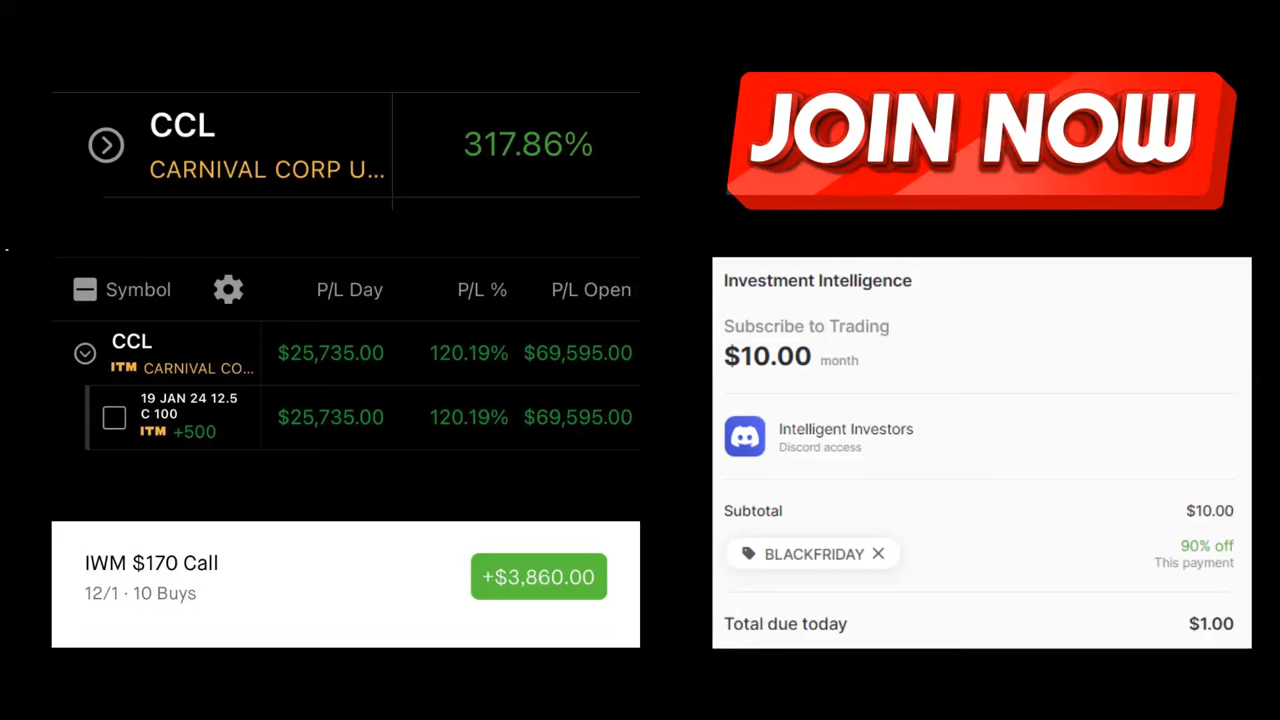 CCL
CARNIVAL CORP U...
317.86%
Symbol P/L Day P/L % P/L Open
CCL
ITM CARNIVAL CO...
$25,735.00 120.19% $69,595.00
19 JAN 24 12.5
C 100
ITM +500
$25,735.00 120.19% $69,595.00
IWM $170 Call
12/1 · 10 Buys
+$3,860.00
JOIN NOW
Investment Intelligence
Subscribe to Trading
$10.00 month
Intelligent Investors
Discord access
Subtotal $10.00
BLACKFRIDAY
90% off
This payment
Total due today $1.00